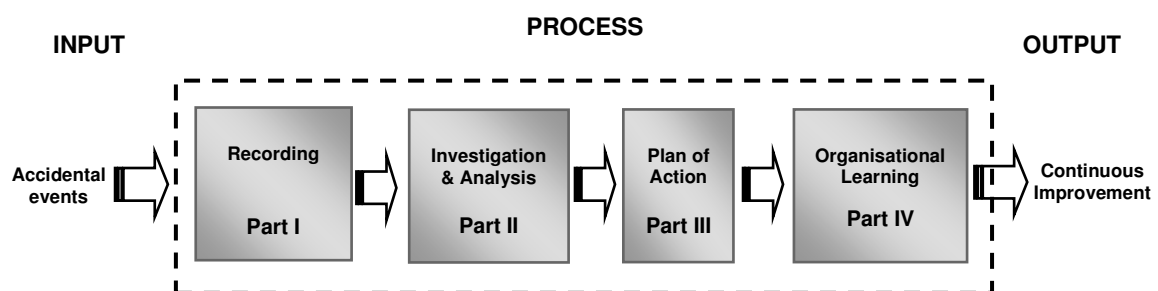 PROCESS
INPUT
OUTPUT
Accidental
events
Recording
Part I
Investigation
& Analysis
Part II
Plan of
Action
Part III
Organisational
Learning
Part IV
Continuous
Improvement